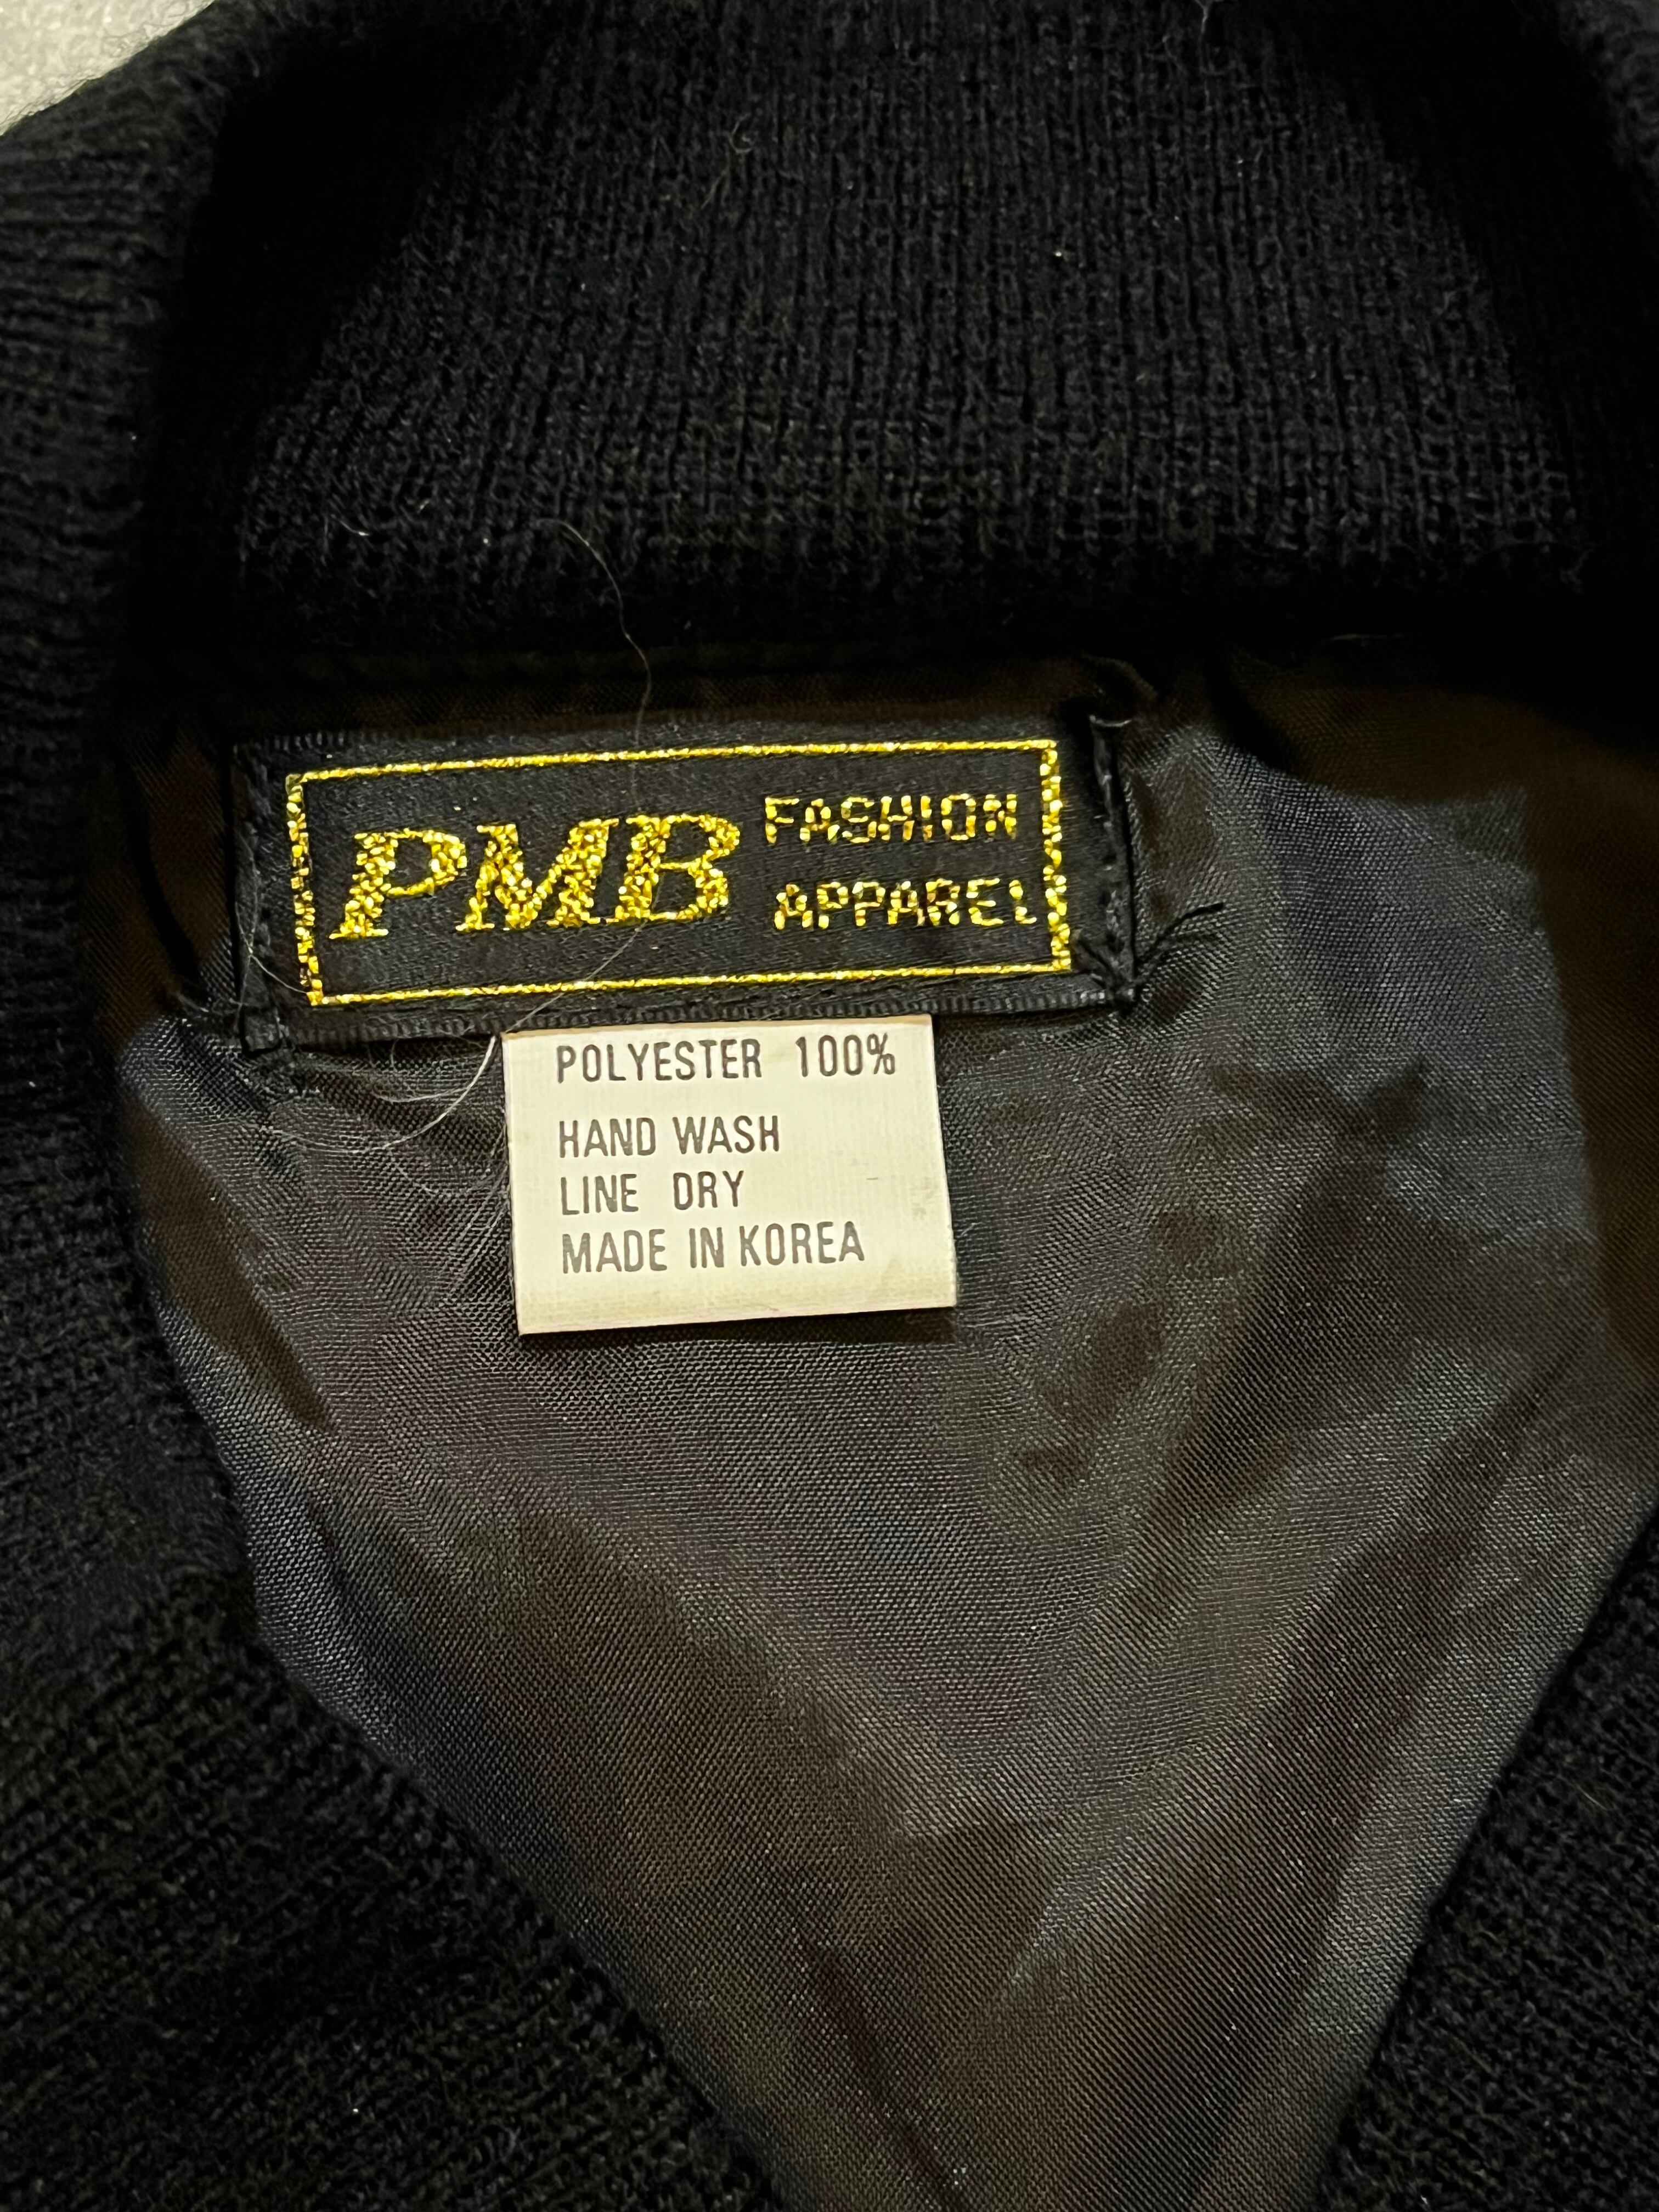 PMB FASHION
APPAREL
POLYESTER 100%
HAND WASH
LINE DRY
MADE IN KOREA